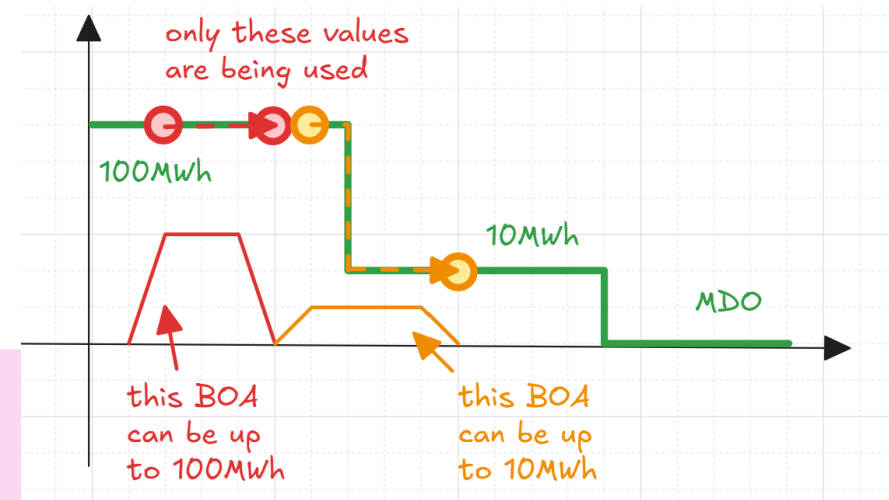 only these values
are being used
100MWh
10MWh
MDO
this BOA
can be up
to 100MWh
this BOA
can be up
to 10MWh